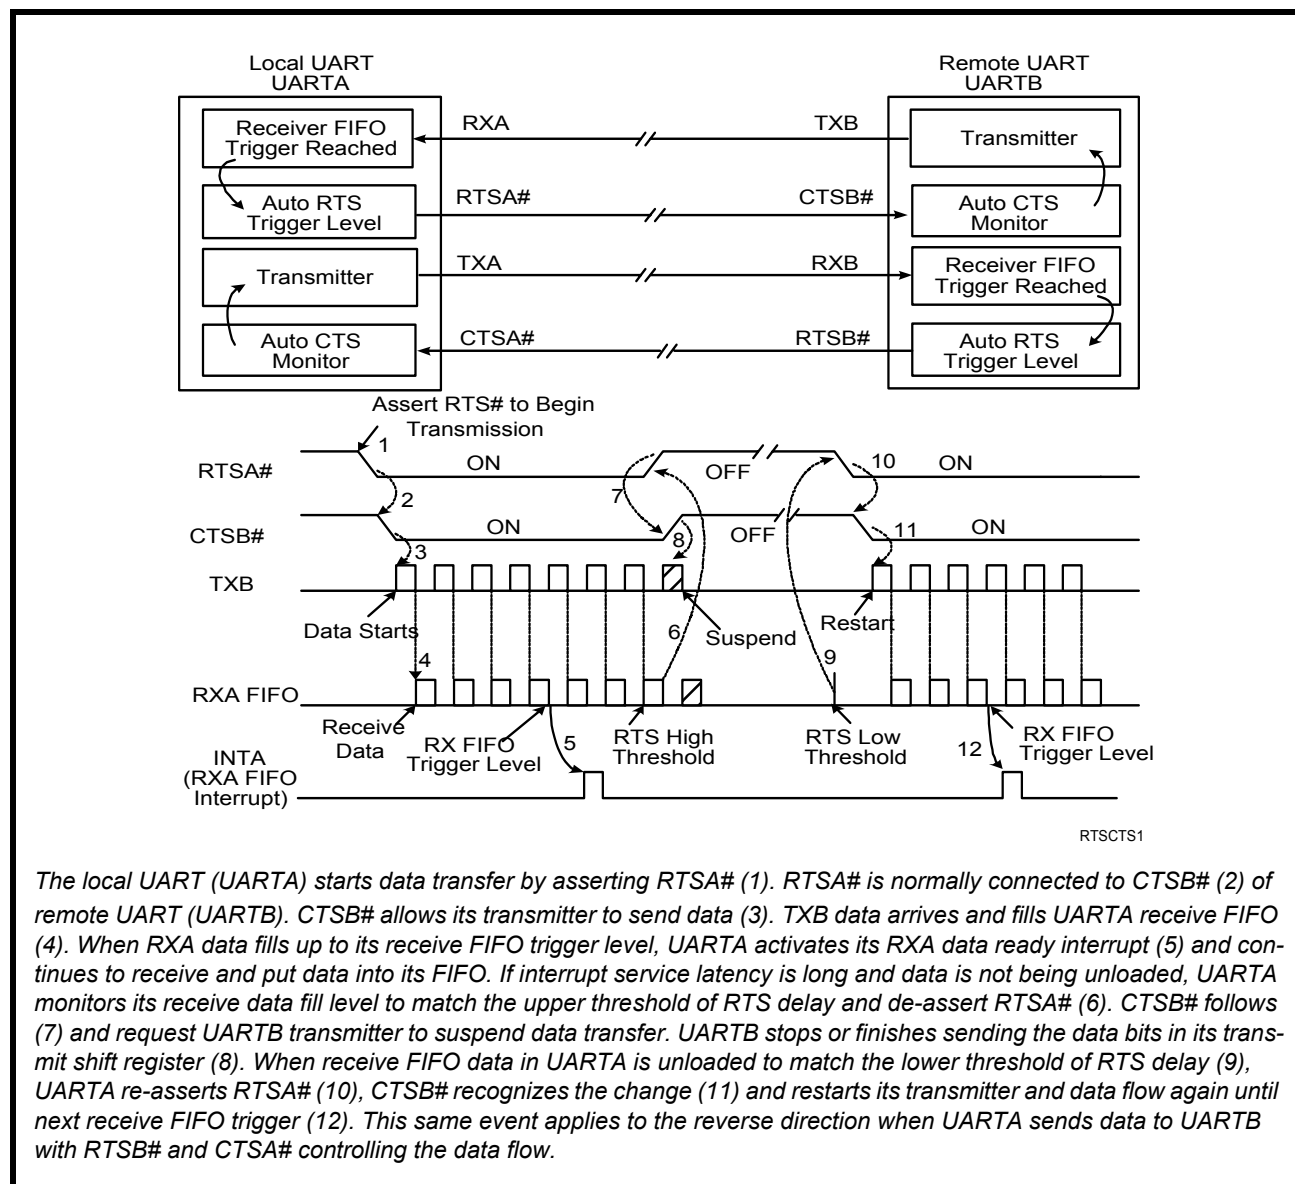 Local UART
UARTA
Remote UART
UARTB
Receiver FIFO
Trigger Reached
RXA
TXB
Transmitter
Auto RTS
Trigger Level
RTSA#
CTSB#
Auto CTS
Monitor
Transmitter
TXA
RXB
Receiver FIFO
Trigger Reached
Auto CTS
Monitor
CTSA#
RTSB#
Auto RTS
Trigger Level
Assert RTS# to Begin
Transmission
1
RTSA#
ON
OFF
10
ON
2
7
CTSB#
ON
OFF
11
ON
3
8
TXB
Data Starts
6
Suspend
Restart
4
9
RXA FIFO
Receive
Data
RX FIFO
Trigger Level
5
RTS High
Threshold
RTS Low
Threshold
12
RX FIFO
Trigger Level
INTA
(RXA FIFO
Interrupt)
RTSCTS1
The local UART (UARTA) starts data transfer by asserting RTSA# (1). RTSA# is normally connected to CTSB# (2) of
remote UART (UARTB). CTSB# allows its transmitter to send data (3). TXB data arrives and fills UARTA receive FIFO
(4). When RXA data fills up to its receive FIFO trigger level, UARTA activates its RXA data ready interrupt (5) and con-
tinues to receive and put data into its FIFO. If interrupt service latency is long and data is not being unloaded, UARTA
monitors its receive data fill level to match the upper threshold of RTS delay and de-assert RTSA# (6). CTSB# follows
(7) and request UARTB transmitter to suspend data transfer. UARTB stops or finishes sending the data bits in its trans-
mit shift register (8). When receive FIFO data in UARTA is unloaded to match the lower threshold of RTS delay (9),
UARTA re-asserts RTSA# (10), CTSB# recognizes the change (11) and restarts its transmitter and data flow again until
next receive FIFO trigger (12). This same event applies to the reverse direction when UARTA sends data to UARTB
with RTSB# and CTSA# controlling the data flow.